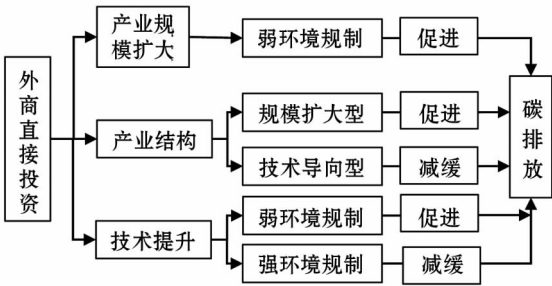 外商直接投资
产业规
模扩大
弱环境规制
促进
产业结构
规模扩大型
促进
技术导向型
减缓
技术提升
弱环境规制
促进
强环境规制
减缓
碳排放